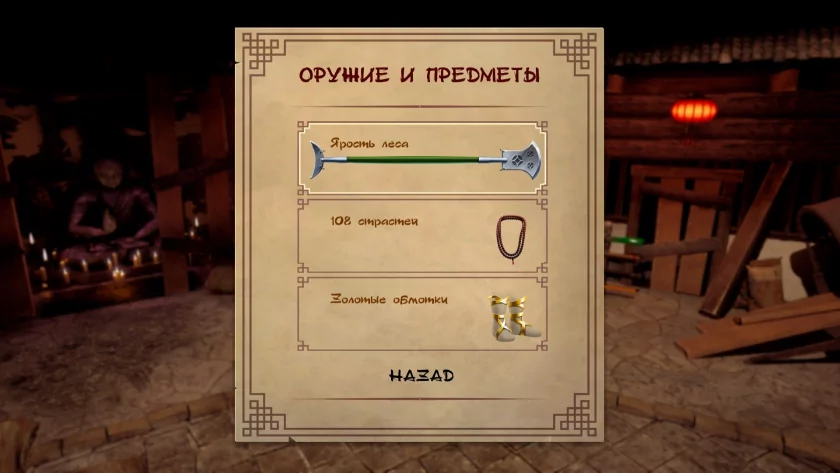 ОРУЖИЕ И ПРЕДМЕТЫ
Ярость леса
108 страстей
Золотые обмотки
НАЗАД